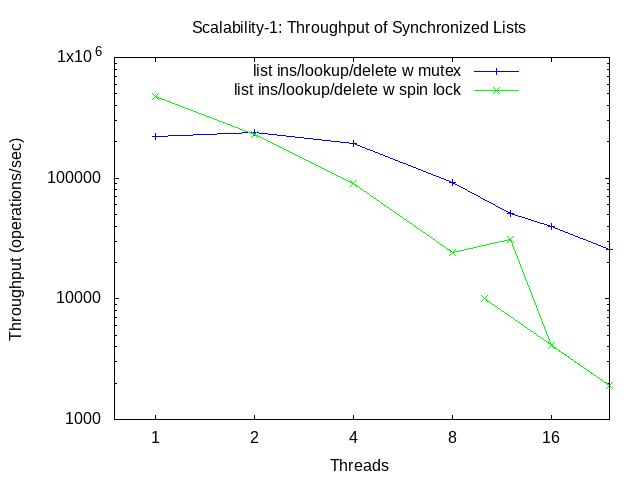 Scalability-1: Throughput of Synchronized Lists
1x10^6
list ins/lookup/delete w mutex
list ins/lookup/delete w spin lock
100000
Throughput (operations/sec)
10000
1000
1 2 4 8 16
Threads